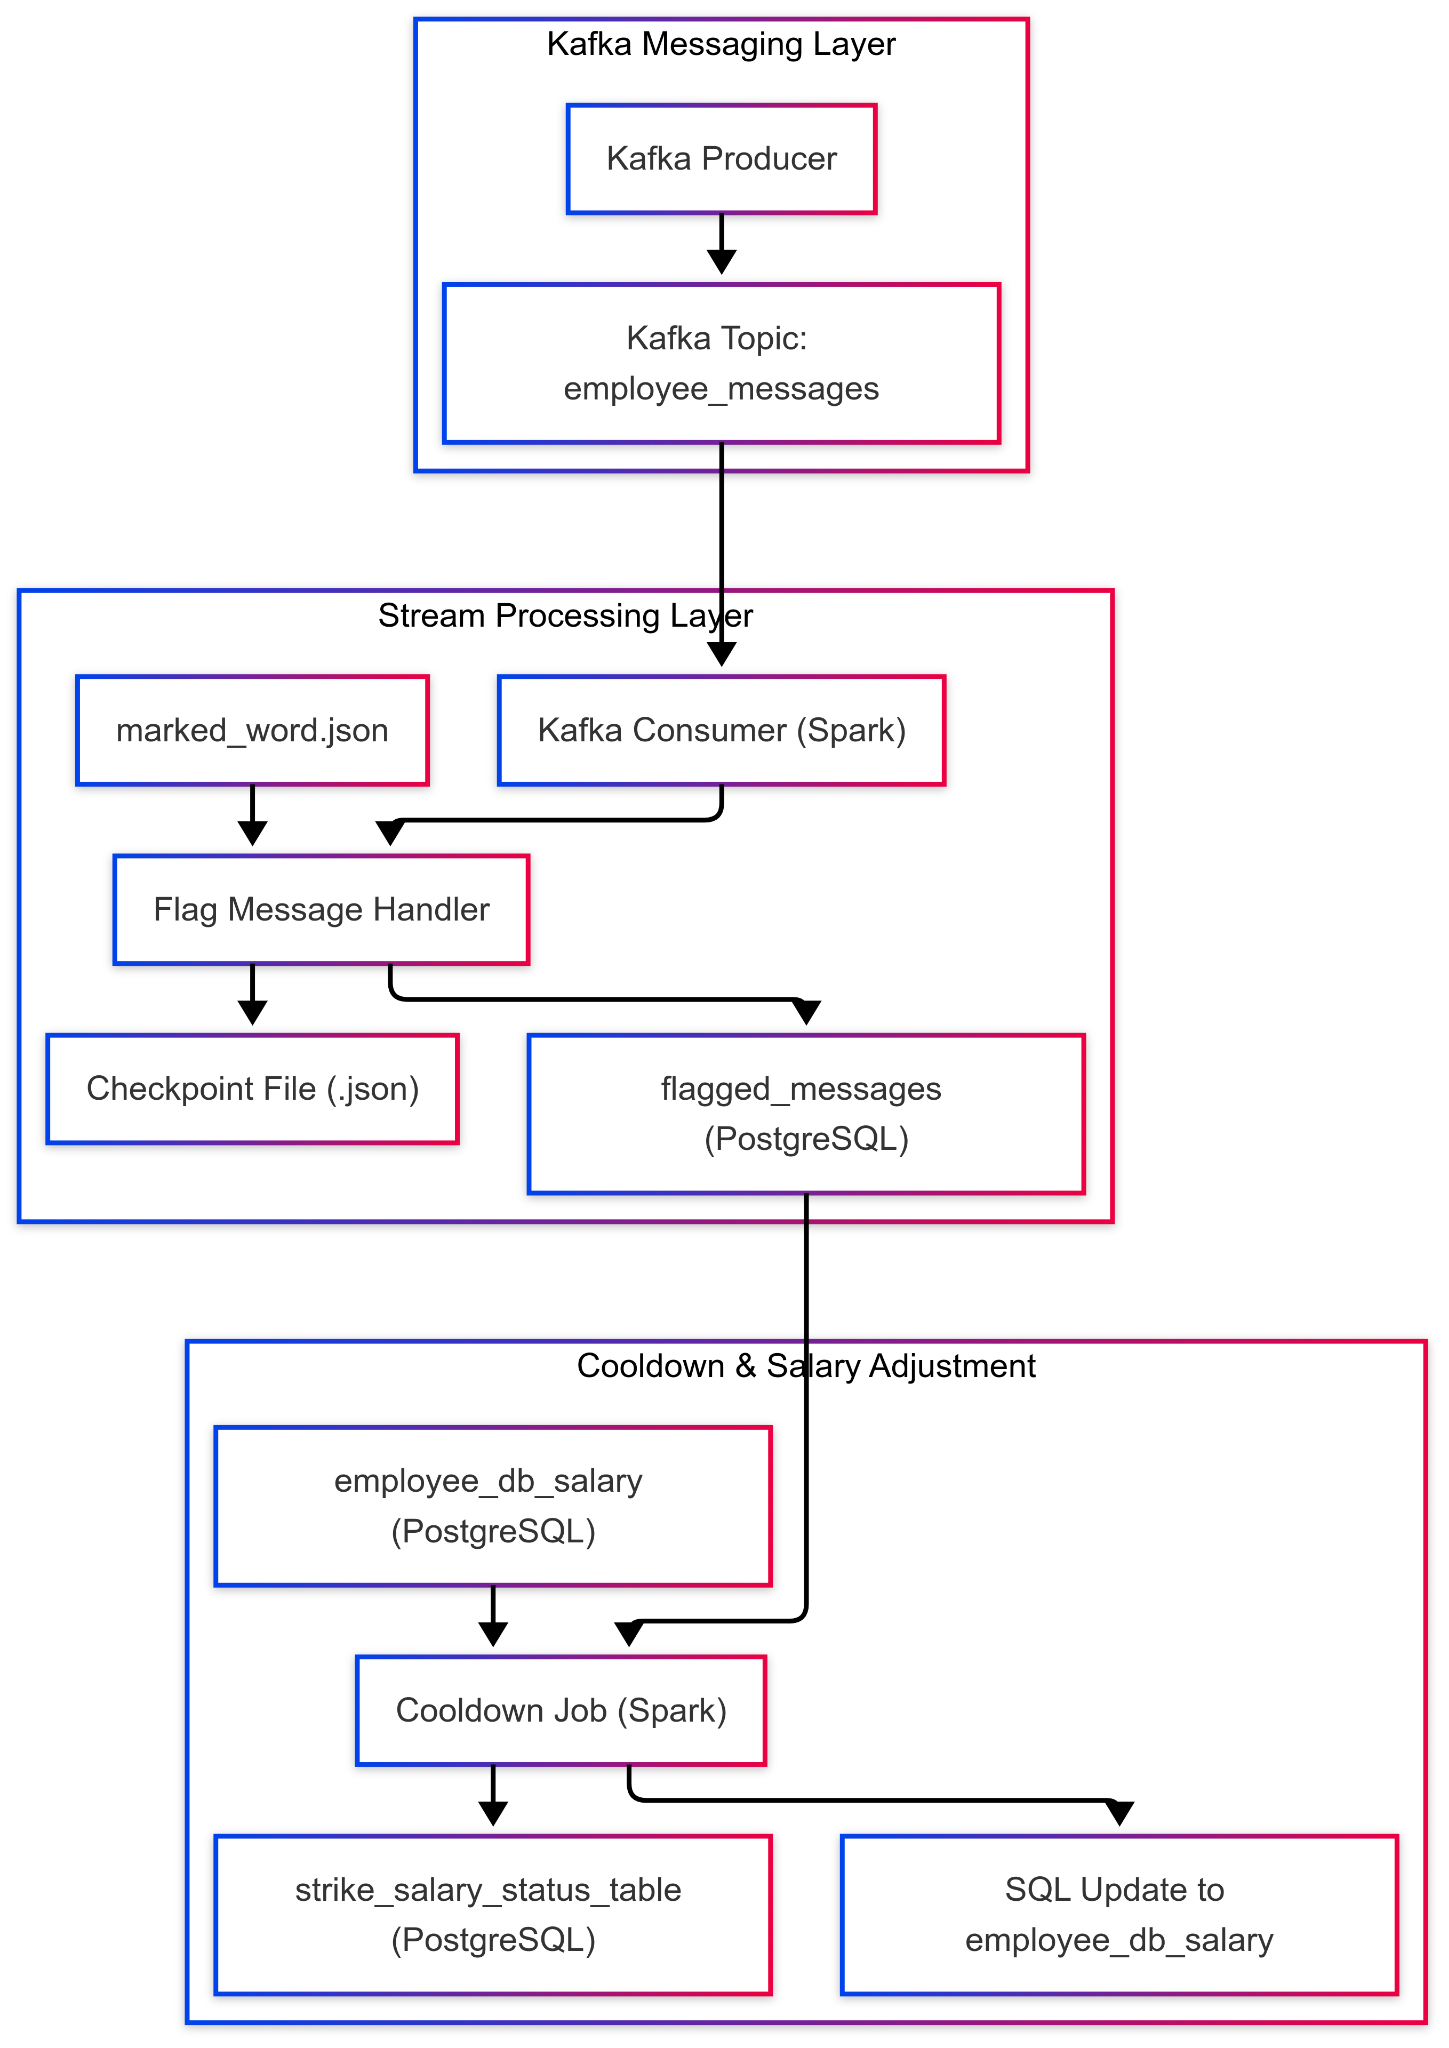 Kafka Messaging Layer
Kafka Producer
Kafka Topic:
employee_messages
Stream Processing Layer
marked_word.json
Kafka Consumer (Spark)
Flag Message Handler
Checkpoint File (.json)
flagged_messages
(PostgreSQL)
Cooldown & Salary Adjustment
employee_db_salary
(PostgreSQL)
Cooldown Job (Spark)
strike_salary_status_table
(PostgreSQL)
SQL Update to
employee_db_salary